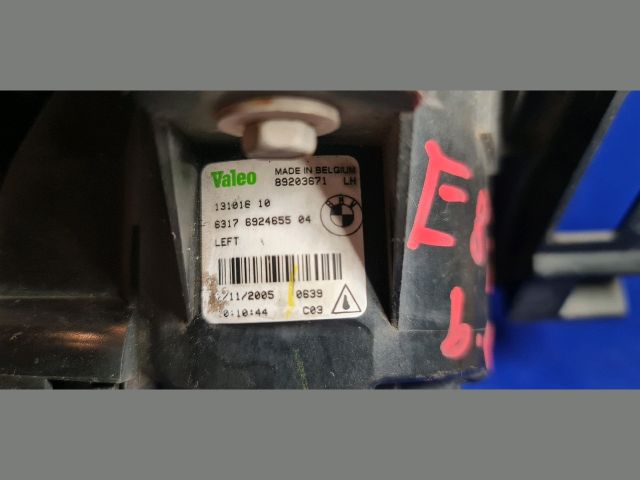 Valeo MADE IN BELGIUM
89203671 LH
131016 10
6317 6924655 04
LEFT
/11/2005 0639
0:10:44 C03